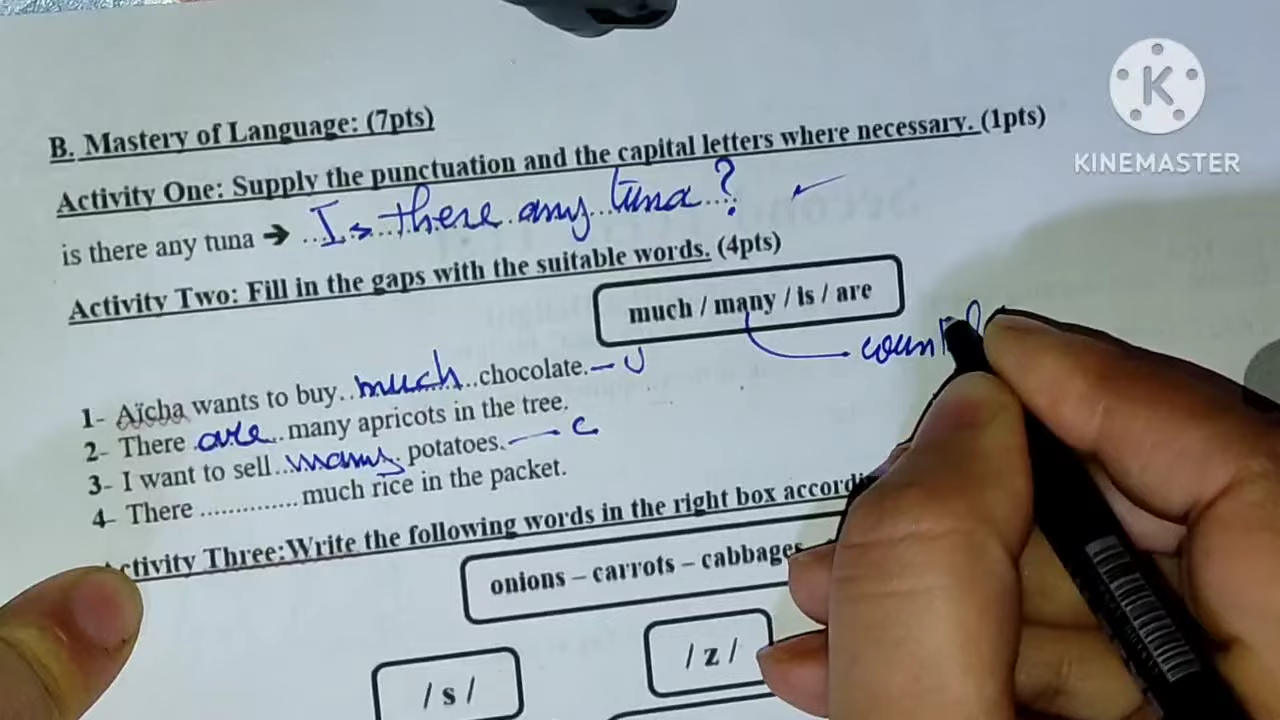 KINEMASTER
B. Mastery of Language: (7pts)
Activity One: Supply the punctuation and the capital letters where necessary. (1pts)
is there any tuna ➔ Is there any tuna ?
Activity Two: Fill in the gaps with the suitable words. (4pts)
much / many / is / are
1- Aïcha wants to buy..much...chocolate. — U
2- There .are...many apricots in the tree.
3- I want to sell ..many. potatoes. — C
4- There .............. much rice in the packet.
Activity Three: Write the following words in the right box
onions – carrots – cabbages
/ s /
/ z /